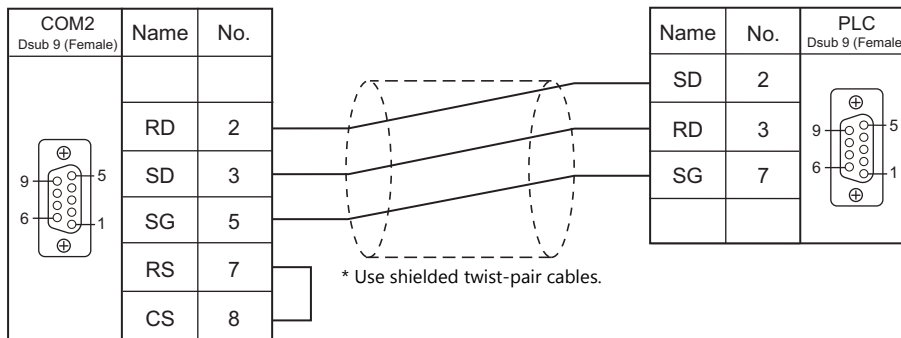 COM2
Dsub 9 (Female)
Name No.
RD 2
SD 3
SG 5
RS 7
CS 8
9 5
6 1
* Use shielded twist-pair cables.
Name No.
SD 2
RD 3
SG 7
PLC
Dsub 9 (Female
9 5
6 1